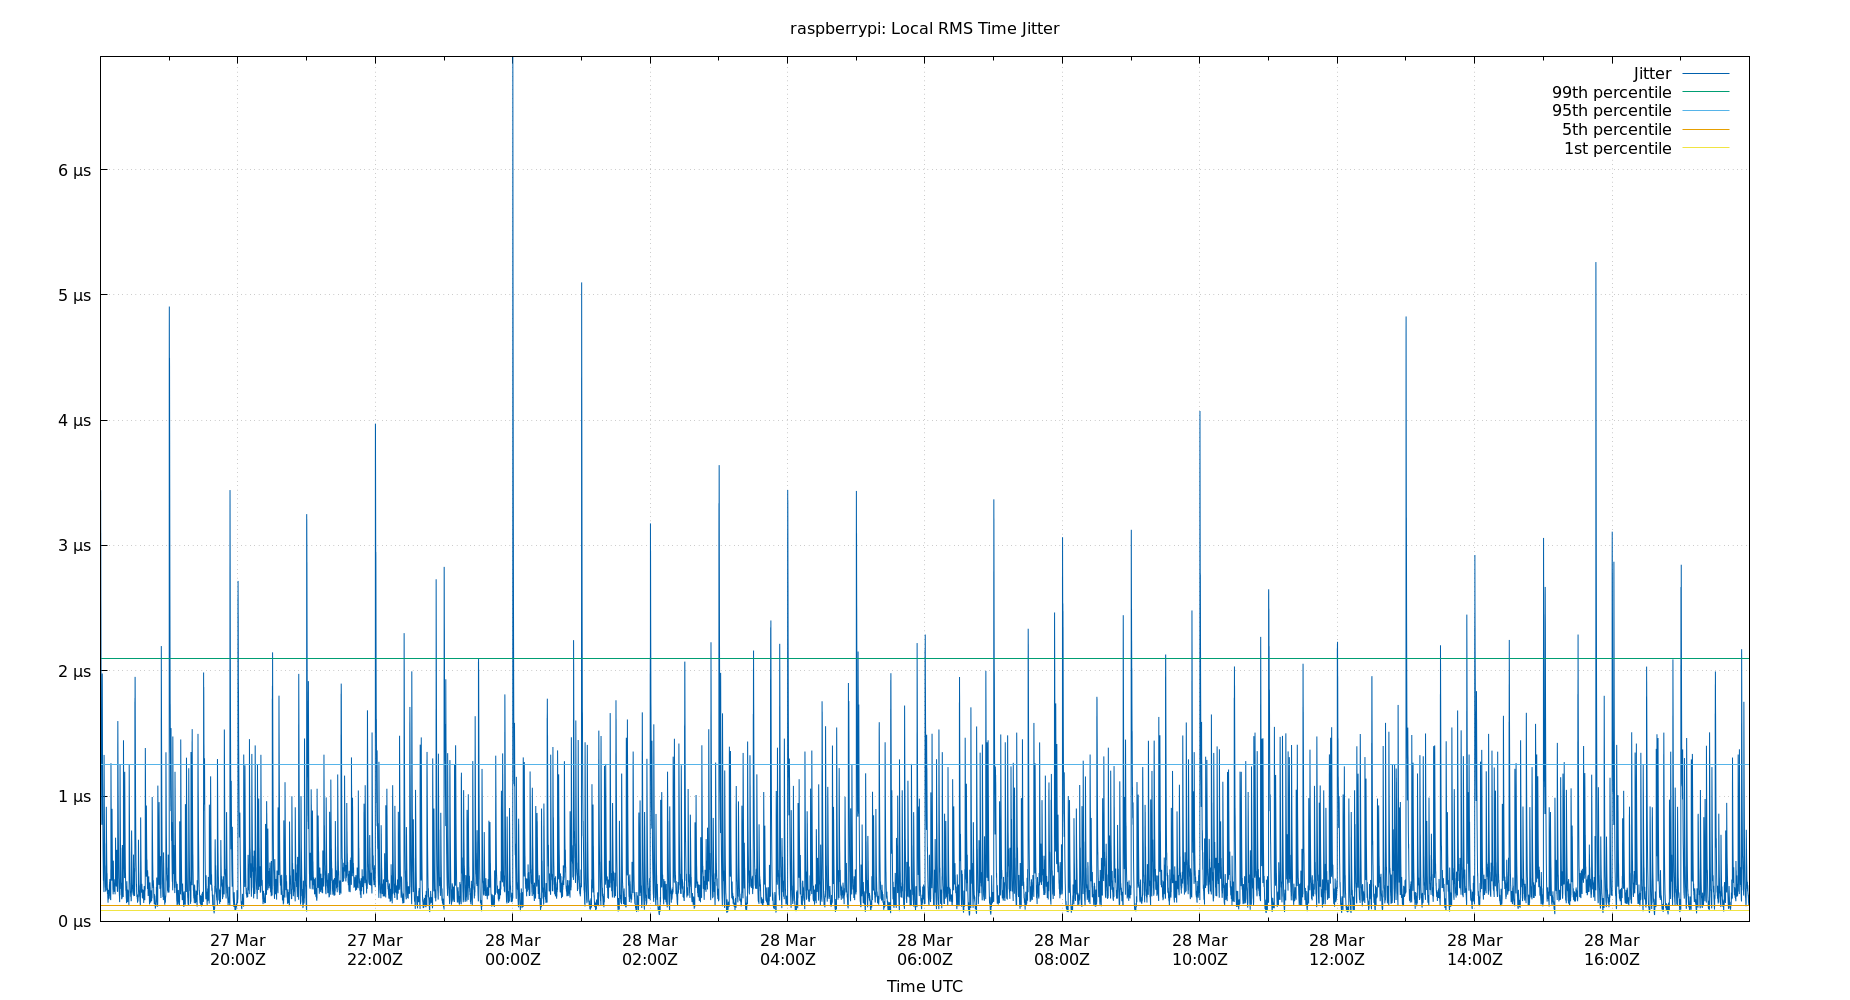 raspberrypi: Local RMS Time Jitter
Jitter
99th percentile
95th percentile
5th percentile
1st percentile
6 µs
5 µs
4 µs
3 µs
2 µs
1 µs
0 µs
27 Mar 27 Mar 28 Mar 28 Mar 28 Mar 28 Mar 28 Mar 28 Mar 28 Mar 28 Mar 28 Mar
20:00Z 22:00Z 00:00Z 02:00Z 04:00Z 06:00Z 08:00Z 10:00Z 12:00Z 14:00Z 16:00Z
Time UTC